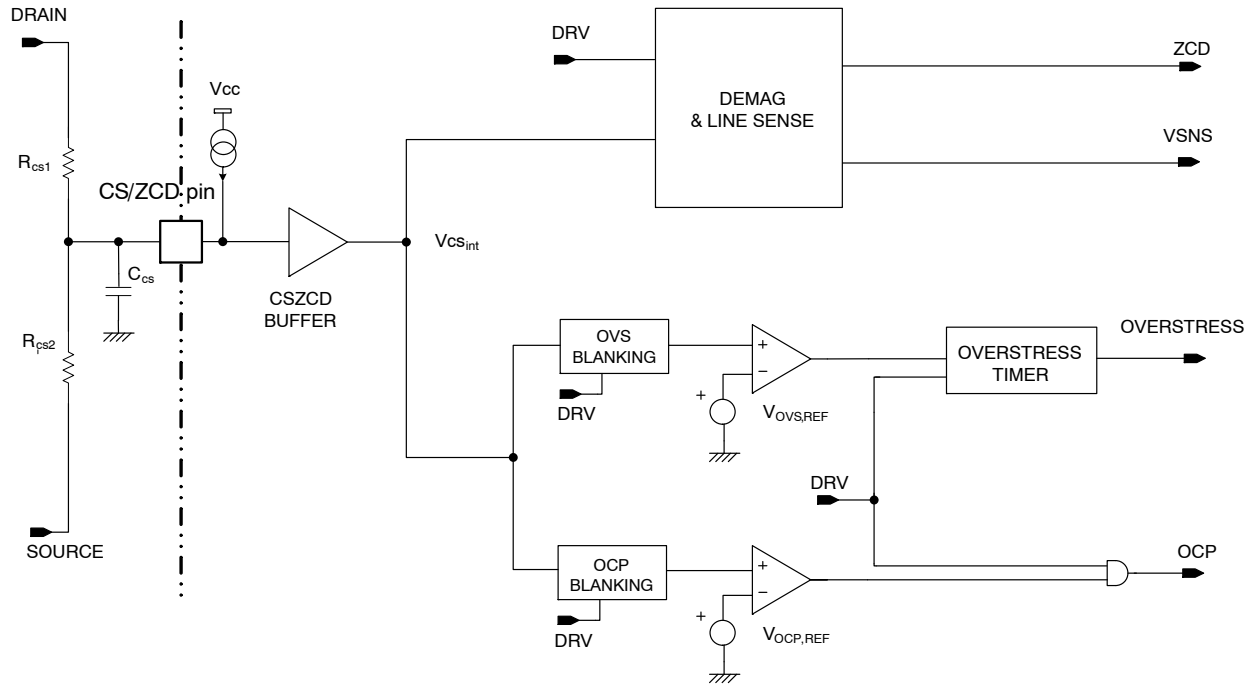 DRAIN
DRV
ZCD
Vcc
DEMAG
& LINE SENSE
VSNS
Rcs1
CS/ZCD pin
Vcsint
Ccs
CSZCD
BUFFER
Rcs2
OVS
BLANKING
+
−
OVERSTRESS
OVERSTRESS
TIMER
DRV
+
VOVS,REF
DRV
SOURCE
OCP
BLANKING
+
−
OCP
DRV
+
VOCP,REF